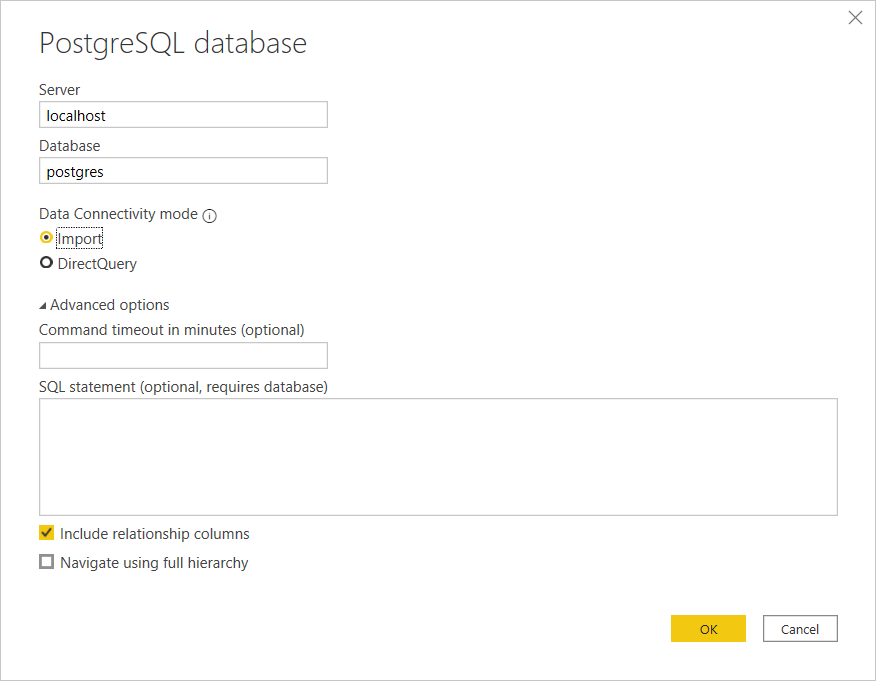 PostgreSQL database
Server
localhost
Database
postgres
Data Connectivity mode
Import
DirectQuery
Advanced options
Command timeout in minutes (optional)
SQL statement (optional, requires database)
Include relationship columns
Navigate using full hierarchy
OK
Cancel